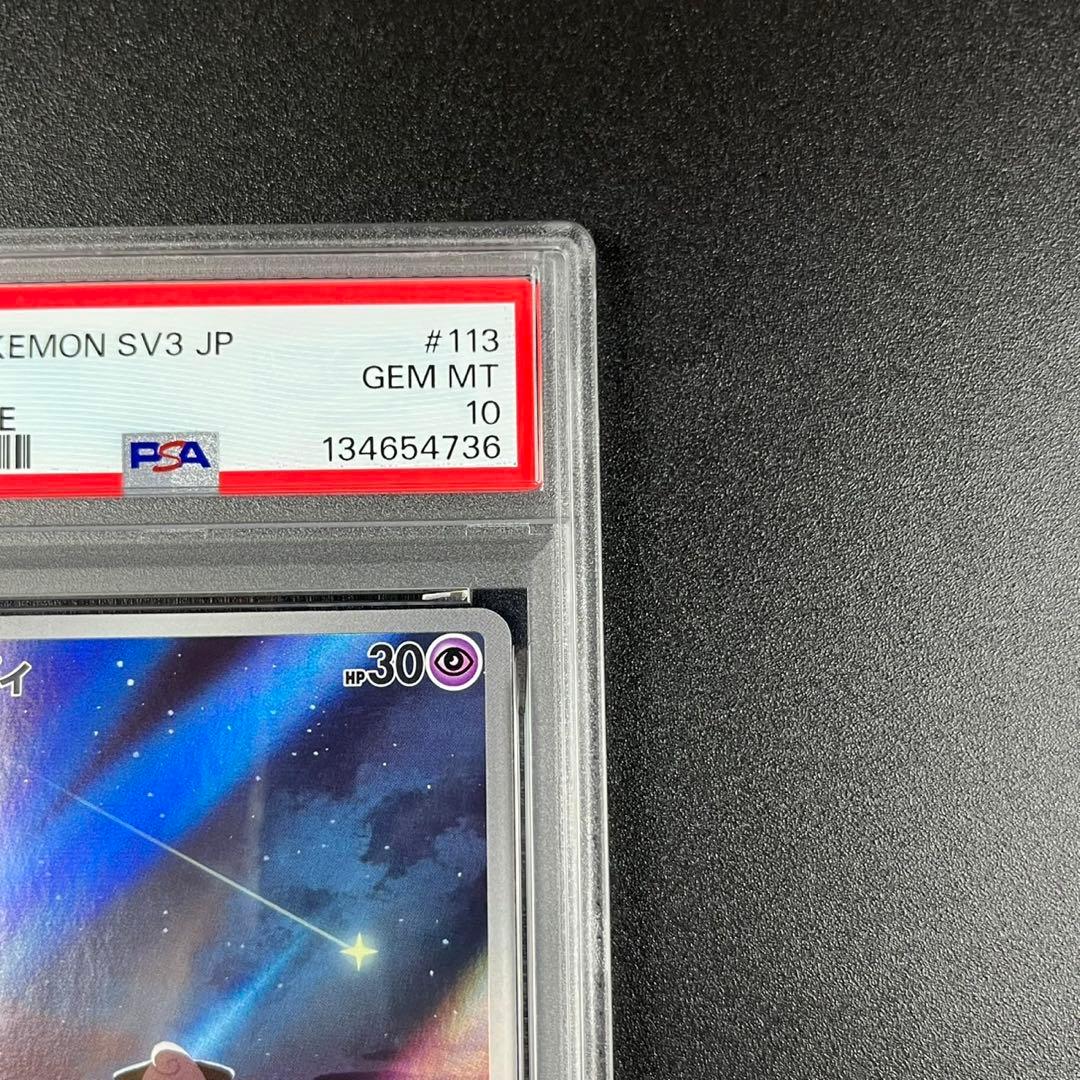 KEMON SV3 JP #113
GEM MT
E 10
PSA 134654736
ィ HP30